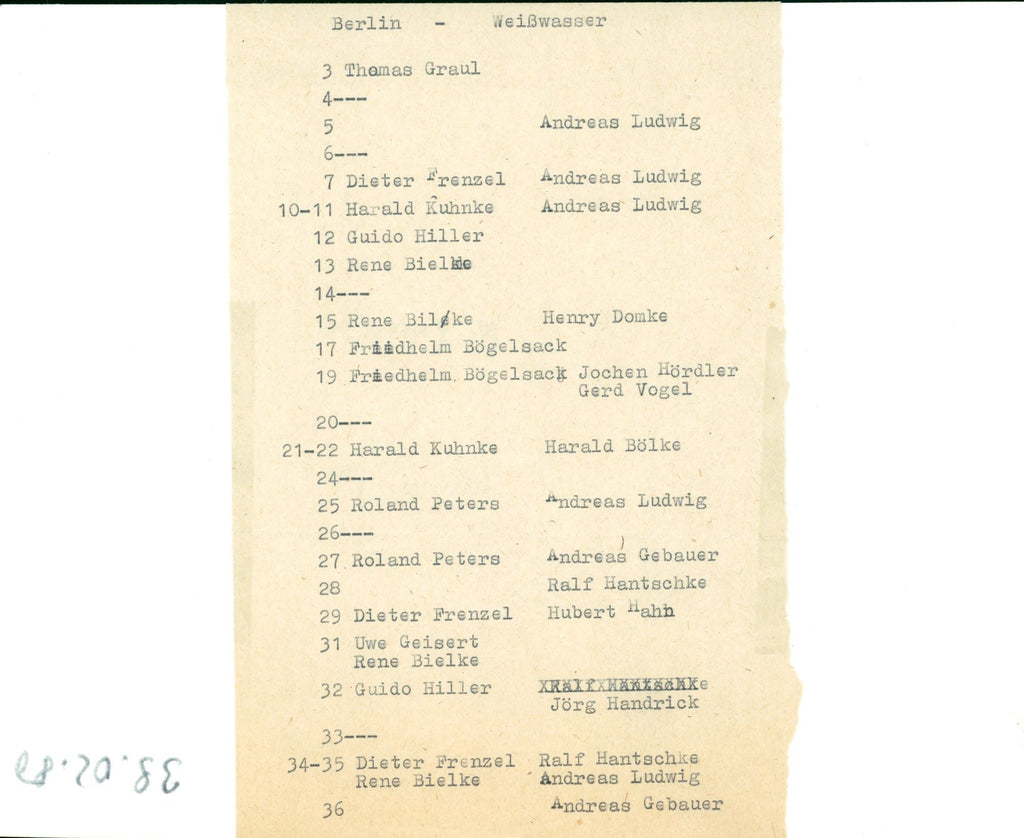 Berlin - Weißwasser
3 Thomas Graul
4---
5 Andreas Ludwig
6---
7 Dieter Frenzel Andreas Ludwig
10-11 Harald Kuhnke Andreas Ludwig
12 Guido Hiller
13 Rene Bielke
14---
15 Rene Bileke Henry Domke
17 Friedhelm Bögelsack
19 Friedhelm Bögelsack Jochen Hördler
Gerd Vogel
20---
21-22 Harald Kuhnke Harald Bölke
24---
25 Roland Peters Andreas Ludwig
26---
27 Roland Peters Andreas Gebauer
28 Ralf Hantschke
29 Dieter Frenzel Hubert Hahn
31 Uwe Geisert
Rene Bielke
32 Guido Hiller Ralf Hantschke
Jörg Handrick
33---
34-35 Dieter Frenzel Ralf Hantschke
Rene Bielke Andreas Ludwig
36 Andreas Gebauer